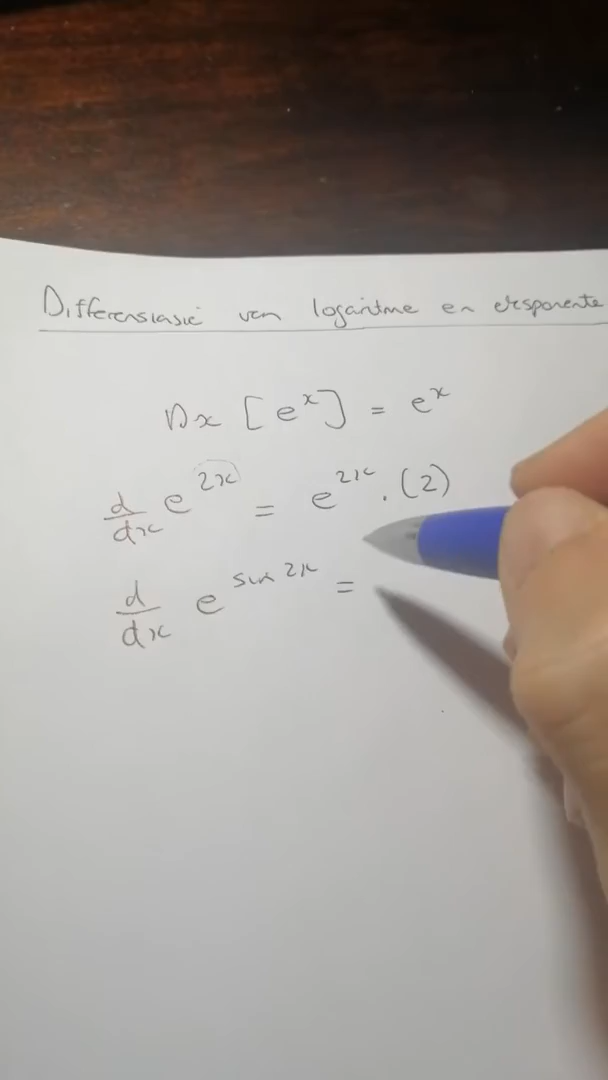 Differensiasie van logaritme en eksponente
Dx [e^x] = e^x
d/dx e^2x = e^2x . (2)
d/dx e^sin 2x =